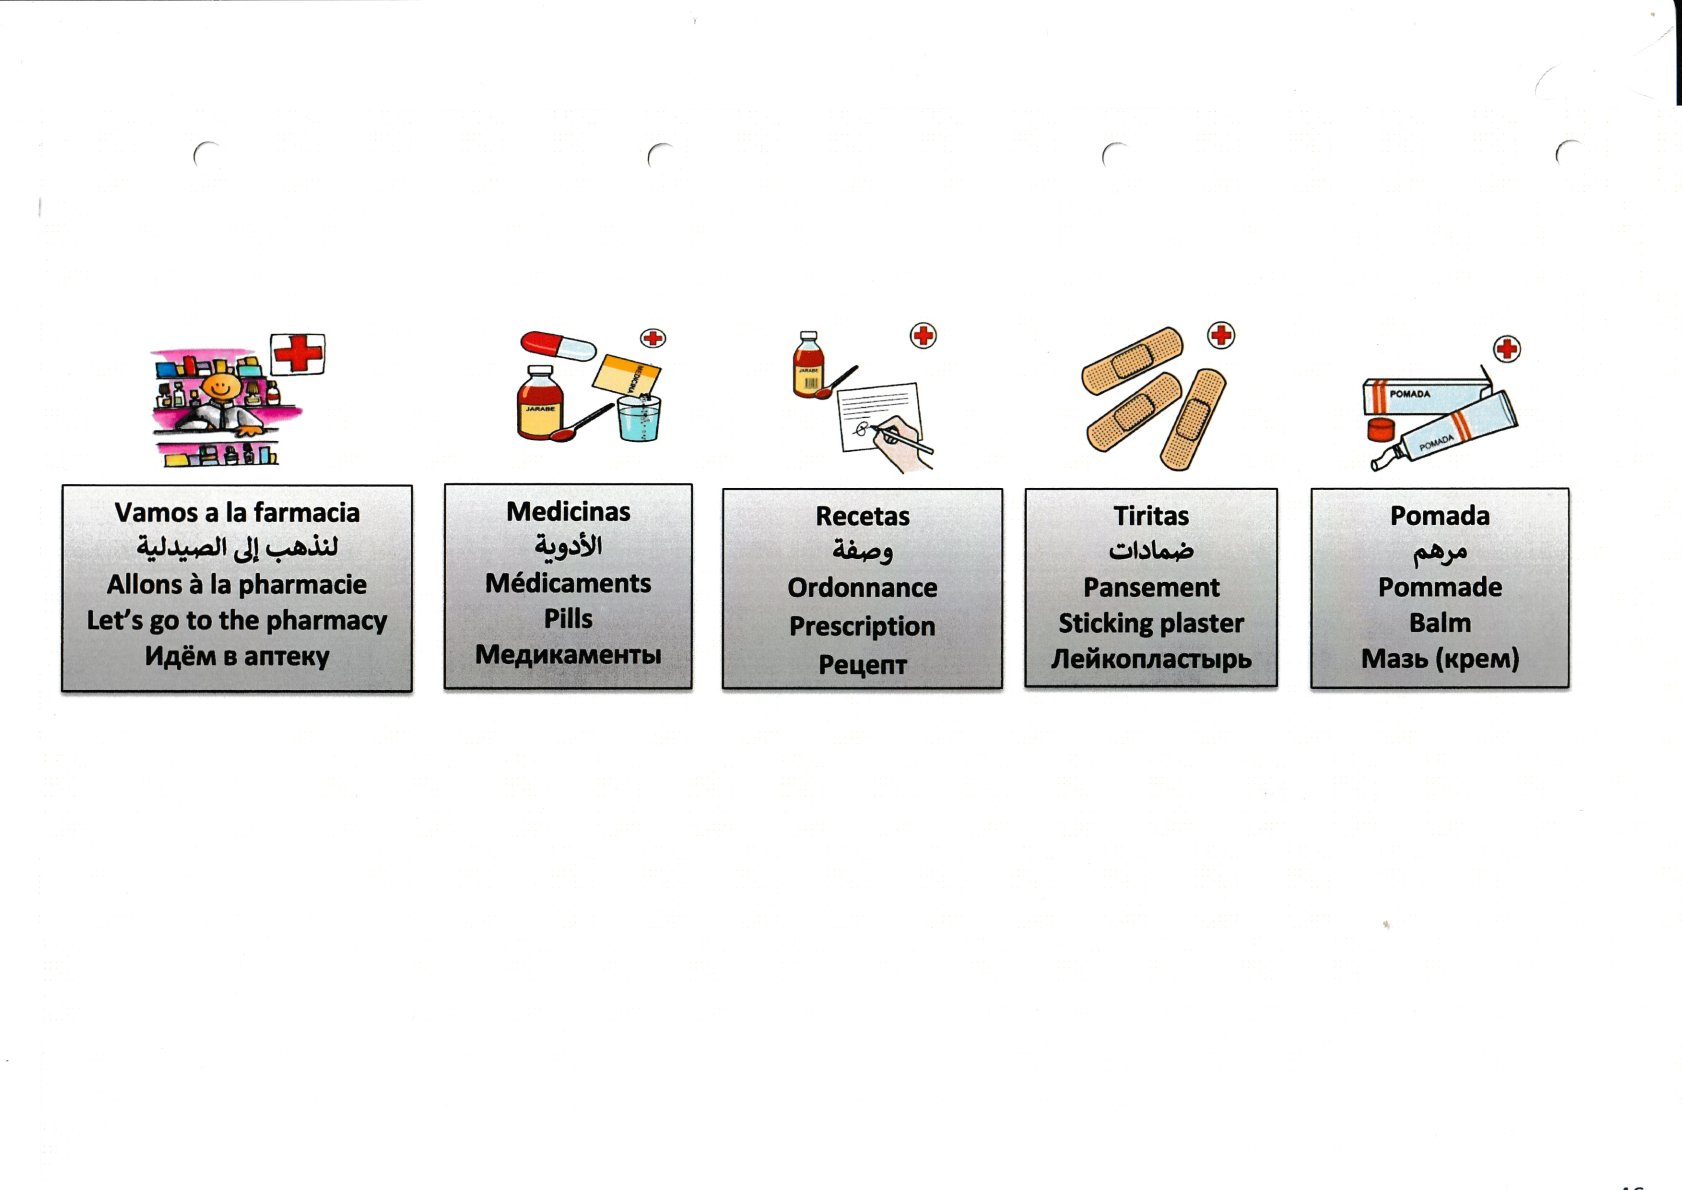 JARABE
MEDICINA
JARABE
POMADA
POMADA
Vamos a la farmacia
لنذهب إلى الصيدلية
Allons à la pharmacie
Let's go to the pharmacy
Идём в аптеку
Medicinas
الأدوية
Médicaments
Pills
Медикаменты
Recetas
وصفة
Ordonnance
Prescription
Рецепт
Tiritas
ضمادات
Pansement
Sticking plaster
Лейкопластырь
Pomada
مرهم
Pommade
Balm
Мазь (крем)